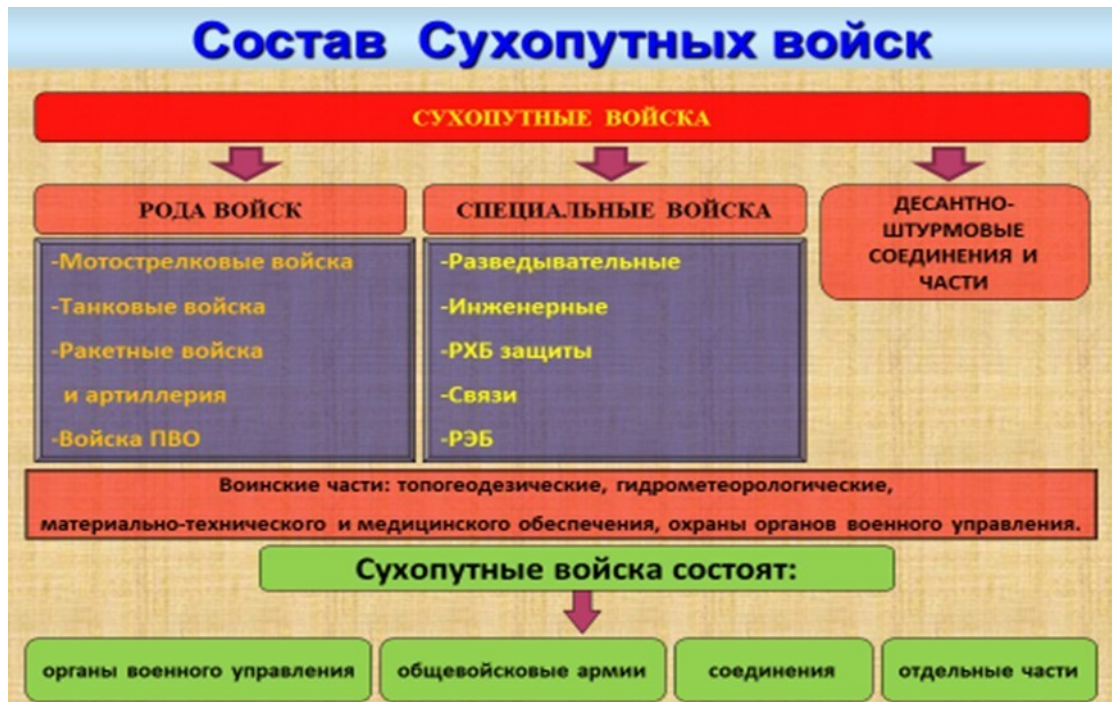 Состав Сухопутных войск
СУХОПУТНЫЕ ВОЙСКА
РОДА ВОЙСК
-Мотострелковые войска
-Танковые войска
-Ракетные войска
и артиллерия
-Войска ПВО
СПЕЦИАЛЬНЫЕ ВОЙСКА
-Разведывательные
-Инженерные
-РХБ защиты
-Связи
-РЭБ
ДЕСАНТНО-
ШТУРМОВЫЕ
СОЕДИНЕНИЯ И
ЧАСТИ
Воинские части: топогеодезические, гидрометеорологические,
материально-технического и медицинского обеспечения, охраны органов военного управления.
Сухопутные войска состоят:
органы военного управления
общевойсковые армии
соединения
отдельные части